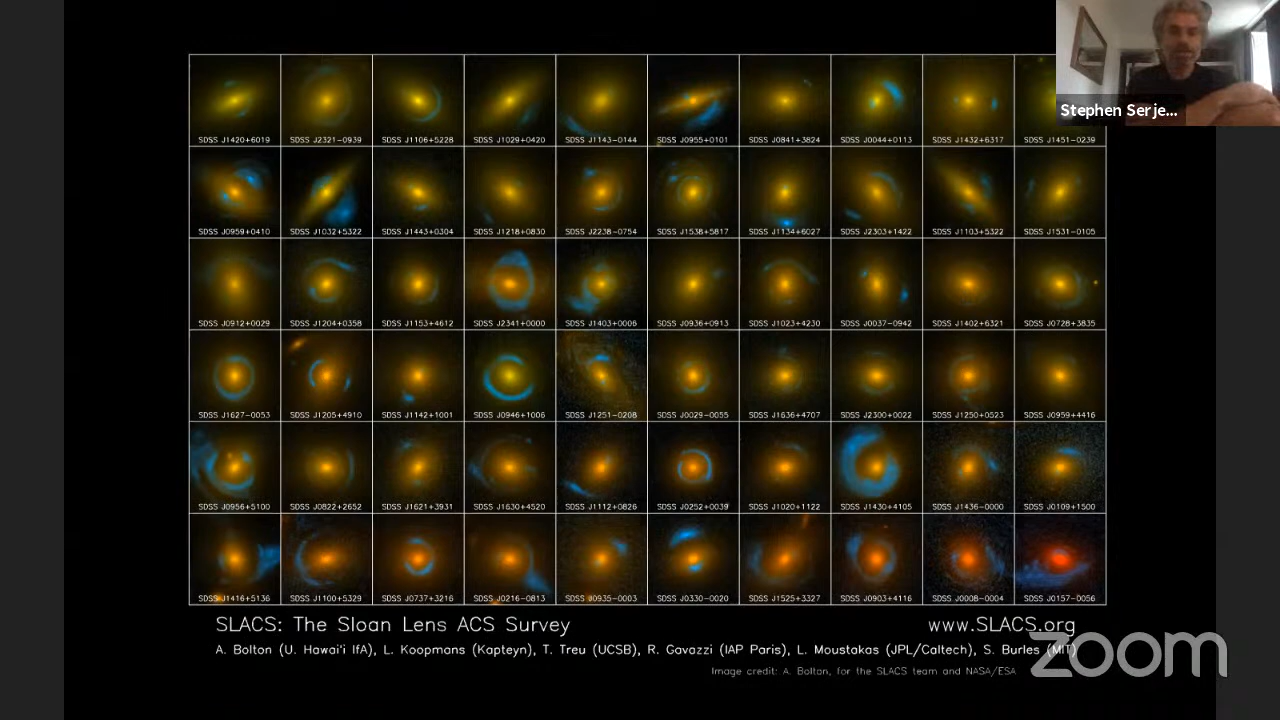 Stephen Serje...
SDSS J1420+6019 SDSS J2321-0939 SDSS J1106+5228 SDSS J1029+0420 SDSS J1143-0144 SDSS J0955+0101 SDSS J0841+3824 SDSS J0044+0113 SDSS J1432+6317 SDSS J1451-0239
SDSS J0959+0410 SDSS J1032+5322 SDSS J1443+0304 SDSS J1218+0830 SDSS J2238-0754 SDSS J1538+5817 SDSS J1134+6027 SDSS J2303+1422 SDSS J1103+5322 SDSS J1531-0105
SDSS J0912+0029 SDSS J1204+0358 SDSS J1153+4612 SDSS J2341+0000 SDSS J1403+0006 SDSS J0936+0913 SDSS J1023+4230 SDSS J0037-0942 SDSS J1402+6321 SDSS J0728+3835
SDSS J1627-0053 SDSS J1205+4910 SDSS J1142+1001 SDSS J0946+1006 SDSS J1251-0208 SDSS J0029-0055 SDSS J1636+4707 SDSS J2300+0022 SDSS J1250+0523 SDSS J0959+4416
SDSS J0956+5100 SDSS J0822+2652 SDSS J1621+3931 SDSS J1630+4520 SDSS J1112+0826 SDSS J0252+0039 SDSS J1020+1122 SDSS J1430+4105 SDSS J1436-0000 SDSS J0109+1500
SDSS J1416+5136 SDSS J1100+5329 SDSS J0737+3216 SDSS J0216-0813 SDSS J0935-0003 SDSS J0330-0020 SDSS J1525+3327 SDSS J0903+4116 SDSS J0008-0004 SDSS J0157-0056
SLACS: The Sloan Lens ACS Survey www.SLACS.org
A. Bolton (U. Hawai'i IfA), L. Koopmans (Kapteyn), T. Treu (UCSB), R. Gavazzi (IAP Paris), L. Moustakas (JPL/Caltech), S. Burles (MIT)
Image credit: A. Bolton, for the SLACS team and NASA/ESA
zoom